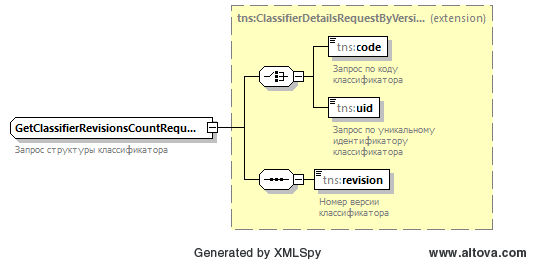 tns:ClassifierDetailsRequestByVersi... (extension)
tns:code
Запрос по коду
классификатора
tns:uid
Запрос по уникальному
идентификатору
классификатора
GetClassifierRevisionsCountRequ...
Запрос структуры классификатора
tns:revision
Номер версии
классификатора
Generated by XMLSpy
www.altova.com